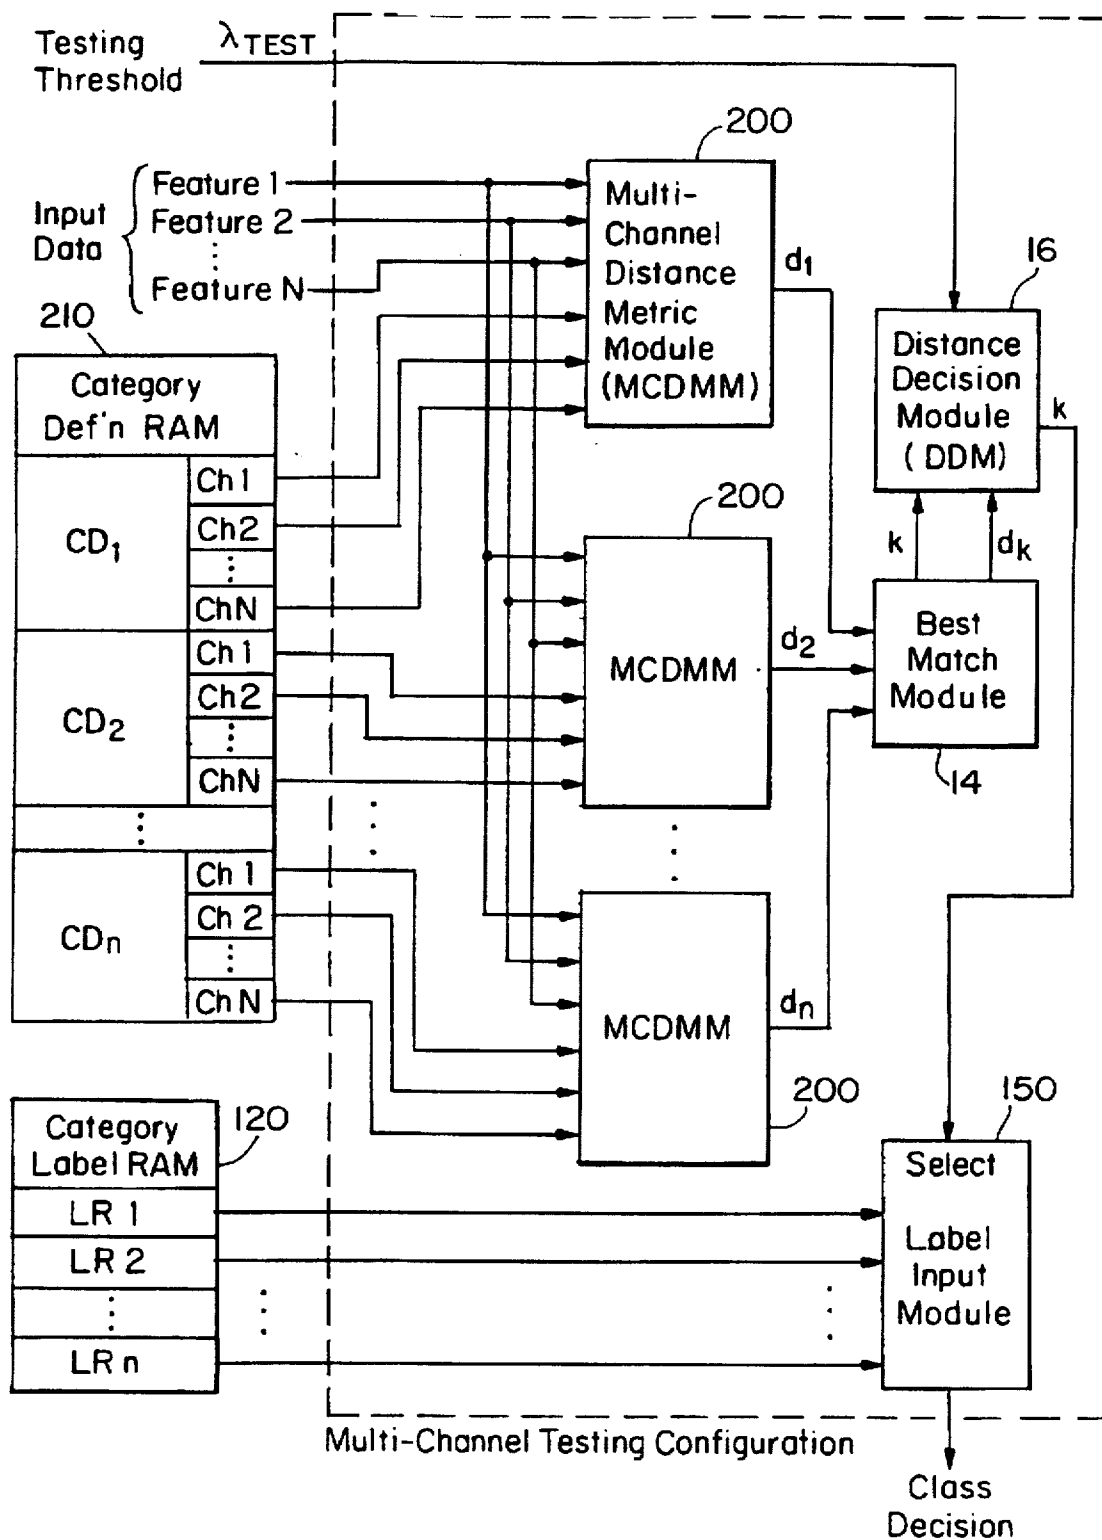 Testing
Threshold
λTEST
200
Input
Data
Feature 1
Feature 2
⋮
Feature N
Multi-
Channel
Distance
Metric
Module
(MCDMM)
d1
16
Distance
Decision
Module
(DDM)
k
210
Category
Def'n RAM
CD1
Ch1
Ch2
⋮
ChN
CD2
Ch1
Ch2
⋮
ChN
⋮
CDn
Ch 1
Ch 2
⋮
Ch N
200
MCDMM
d2
k
dk
Best
Match
Module
14
MCDMM
dn
200
120
Category
Label RAM
LR 1
LR 2
⋮
LR n
150
Select
Label
Input
Module
Multi-Channel Testing Configuration
Class
Decision